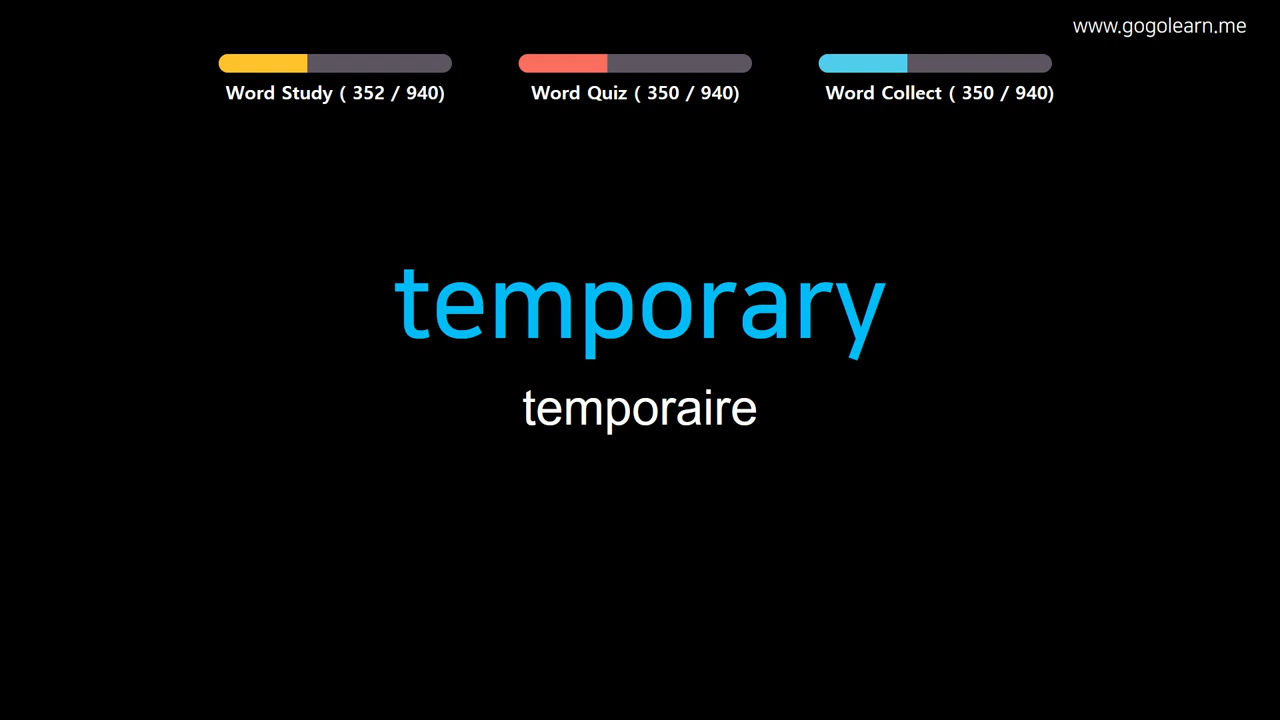 www.gogolearn.me
Word Study ( 352 / 940)
Word Quiz ( 350 / 940)
Word Collect ( 350 / 940)
temporary
temporaire